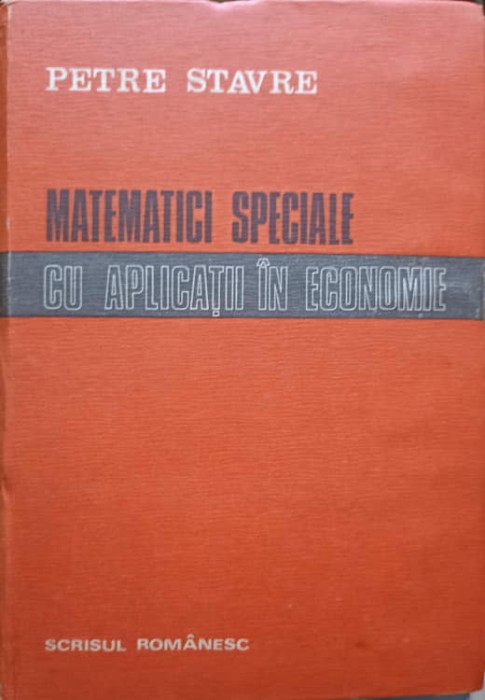 PETRE STAVRE
MATEMATICI SPECIALE
CU APLICAȚII ÎN ECONOMIE
SCRISUL ROMÂNESC